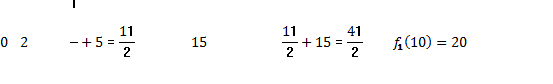 0 2 − + 5 = 11/2 15 11/2 + 15 = 41/2 f₁(10) = 20